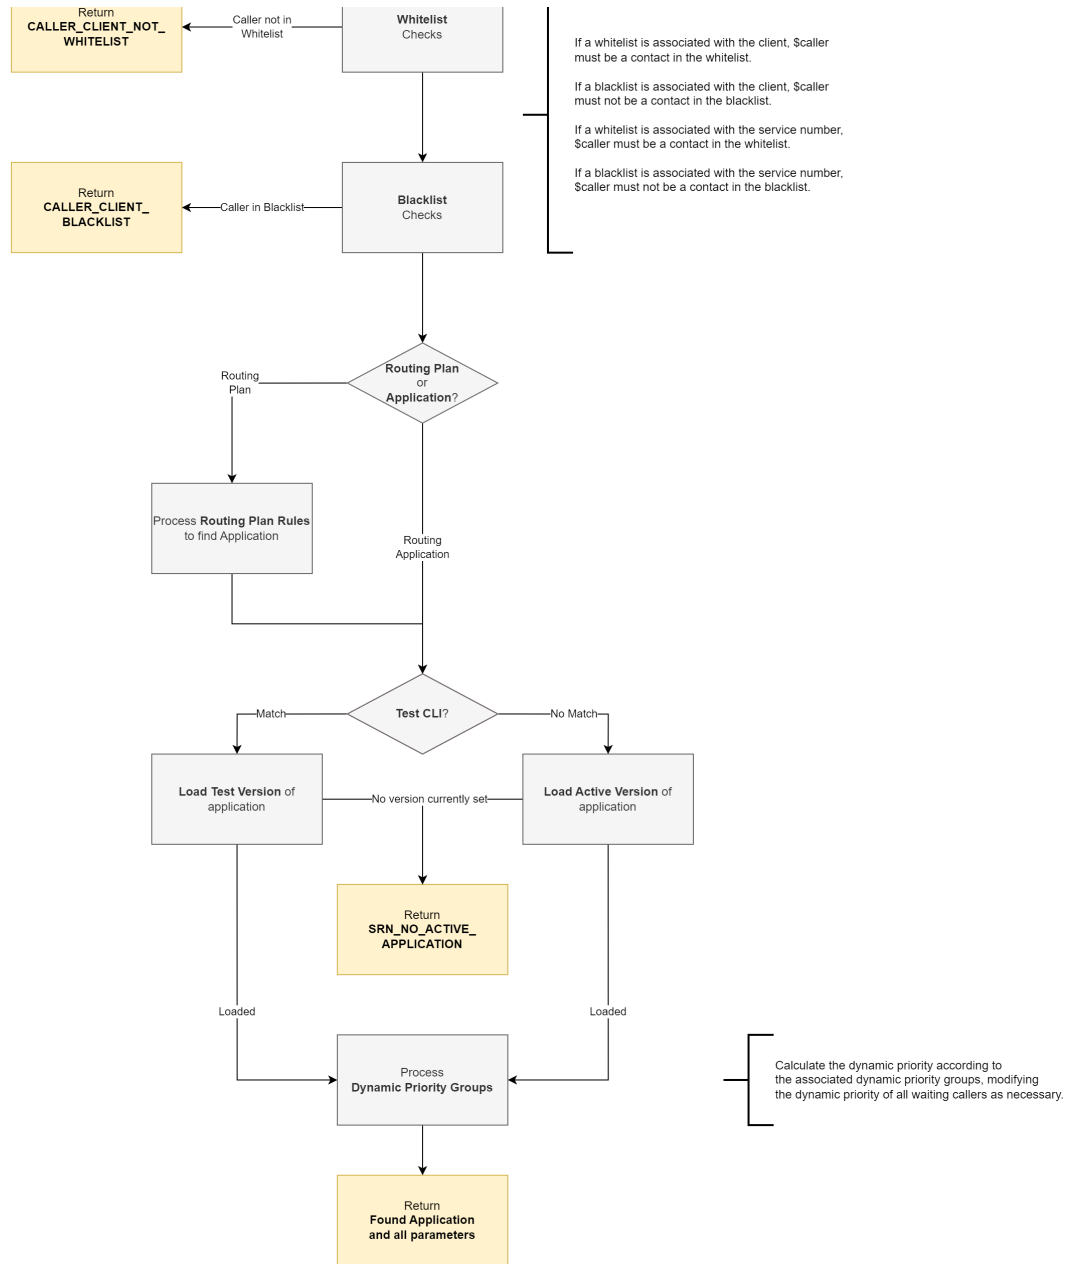 Return
CALLER_CLIENT_NOT_
WHITELIST
Caller not in
Whitelist
Whitelist
Checks
If a whitelist is associated with the client, $caller
must be a contact in the whitelist.
If a blacklist is associated with the client, $caller
must not be a contact in the blacklist.
If a whitelist is associated with the service number,
$caller must be a contact in the whitelist.
If a blacklist is associated with the service number,
$caller must not be a contact in the blacklist.
Return
CALLER_CLIENT_
BLACKLIST
Caller in Blacklist
Blacklist
Checks
Routing Plan
or
Application?
Routing
Plan
Process Routing Plan Rules
to find Application
Routing
Application
Test CLI?
Match
No Match
Load Test Version of
application
No version currently set
Load Active Version of
application
Return
SRN_NO_ACTIVE_
APPLICATION
Loaded
Loaded
Process
Dynamic Priority Groups
Calculate the dynamic priority according to
the associated dynamic priority groups, modifying
the dynamic priority of all waiting callers as necessary.
Return
Found Application
and all parameters